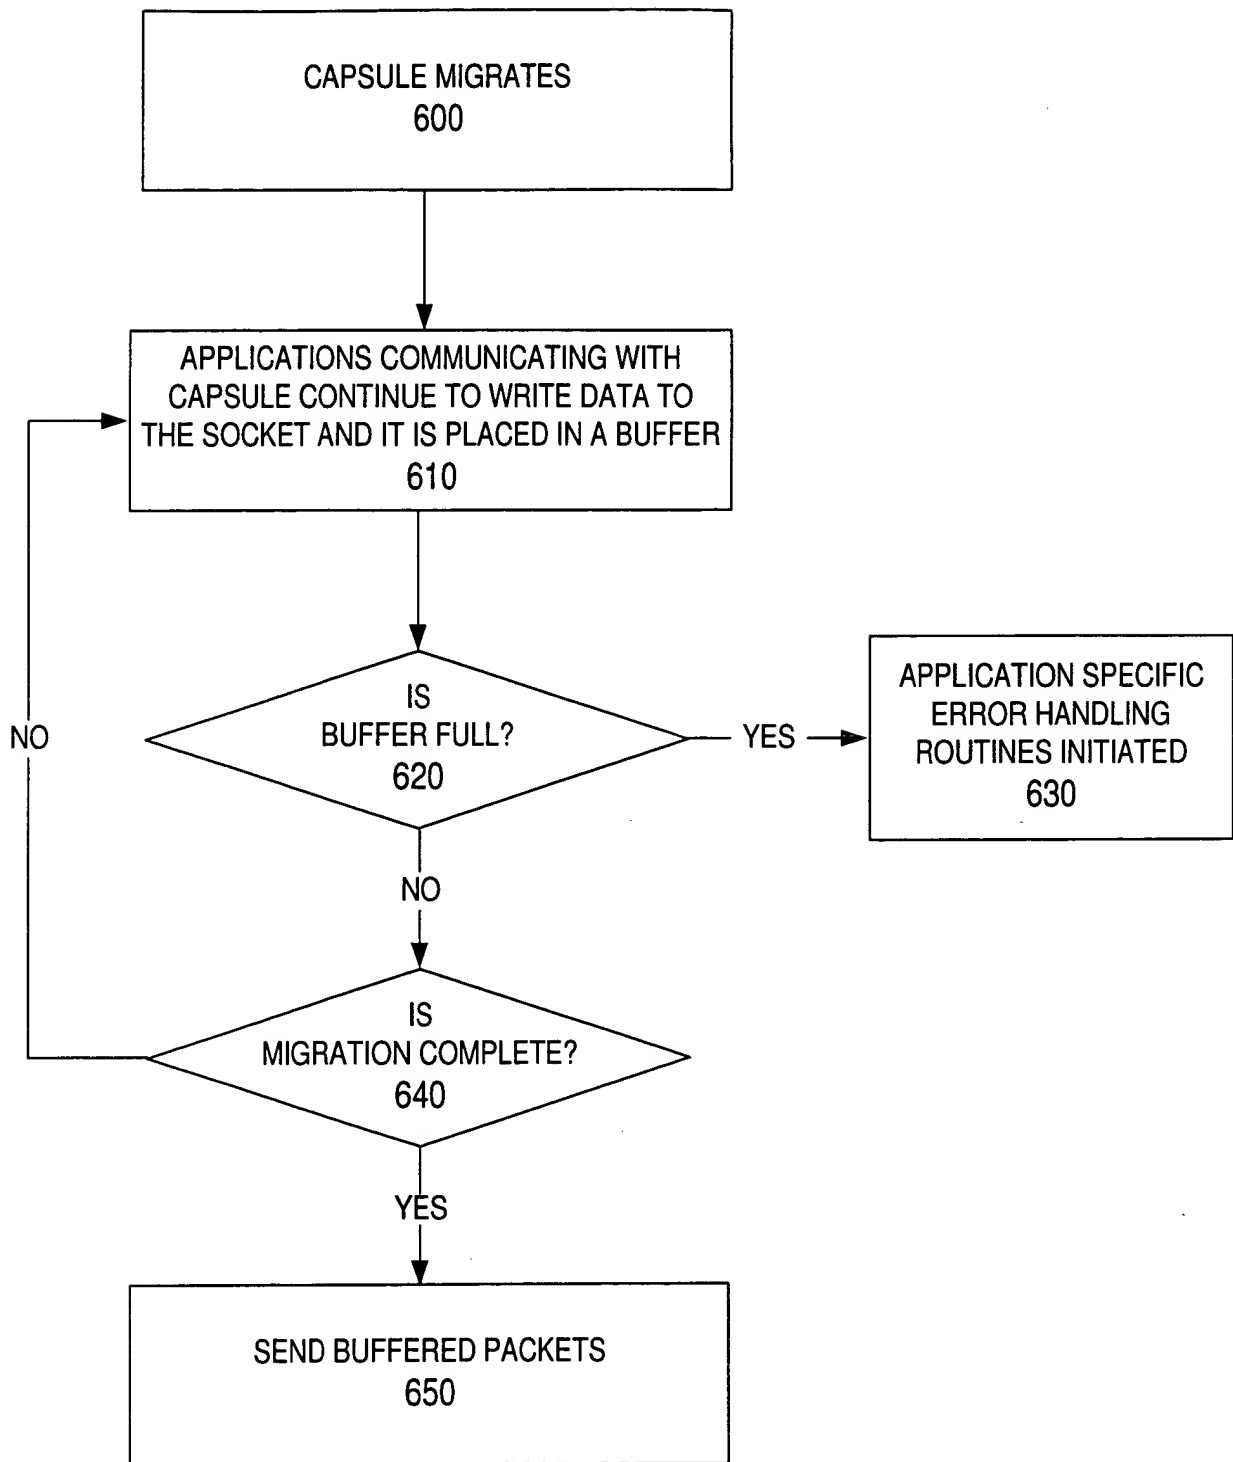 CAPSULE MIGRATES
600
APPLICATIONS COMMUNICATING WITH
CAPSULE CONTINUE TO WRITE DATA TO
THE SOCKET AND IT IS PLACED IN A BUFFER
610
IS
BUFFER FULL?
620
YES
APPLICATION SPECIFIC
ERROR HANDLING
ROUTINES INITIATED
630
NO
NO
IS
MIGRATION COMPLETE?
640
YES
SEND BUFFERED PACKETS
650